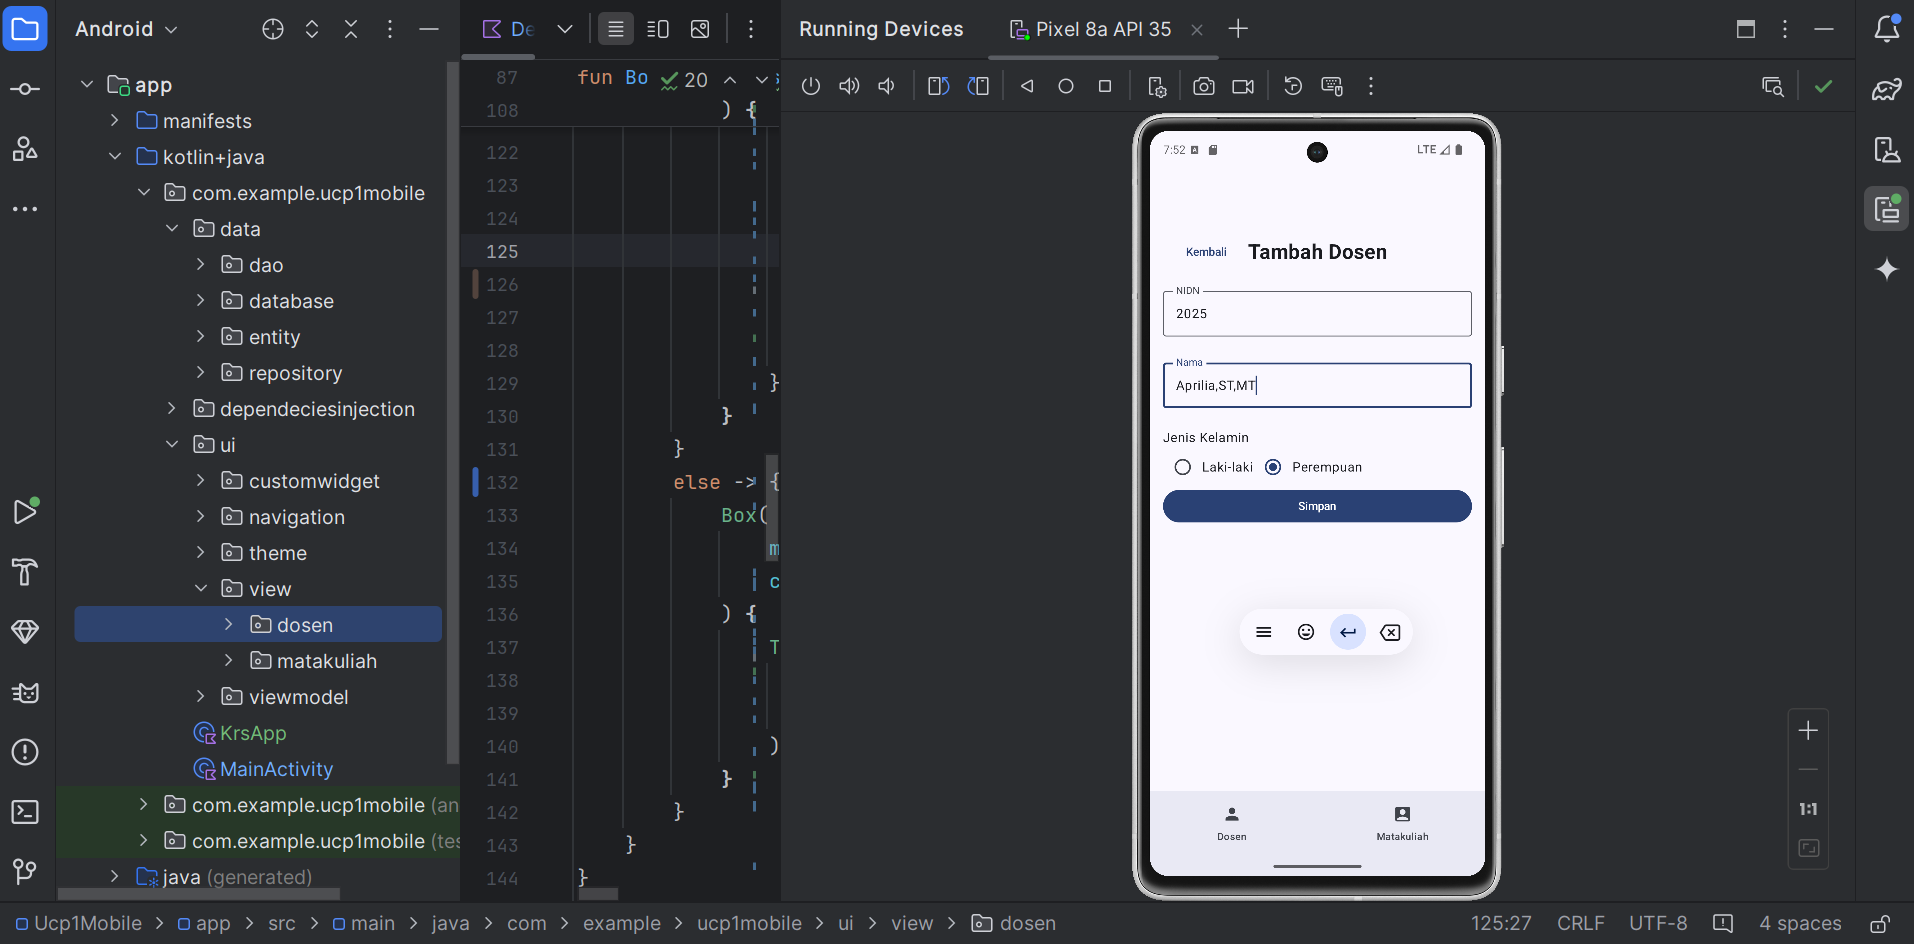 Android
De
Running Devices
Pixel 8a API 35
app
manifests
kotlin+java
com.example.ucp1mobile
data
dao
database
entity
repository
dependeciesinjection
ui
customwidget
navigation
theme
view
dosen
matakuliah
viewmodel
KrsApp
MainActivity
com.example.ucp1mobile (an
com.example.ucp1mobile (tes
java (generated)
87 fun Bo 20
108 ) {
122
123
124
125
126
127
128
129 }
130 }
131 }
132 else -> {
133 Box(
134 m
135 c
136 ) {
137 T
138
139
140 )
141 }
142 }
143 }
144 }
7:52
LTE
Kembali
Tambah Dosen
NIDN
2025
Nama
Aprilia,ST,MT
Jenis Kelamin
Laki-laki
Perempuan
Simpan
Dosen
Matakuliah
1:1
Ucp1Mobile > app > src > main > java > com > example > ucp1mobile > ui > view > dosen
125:27 CRLF UTF-8 4 spaces